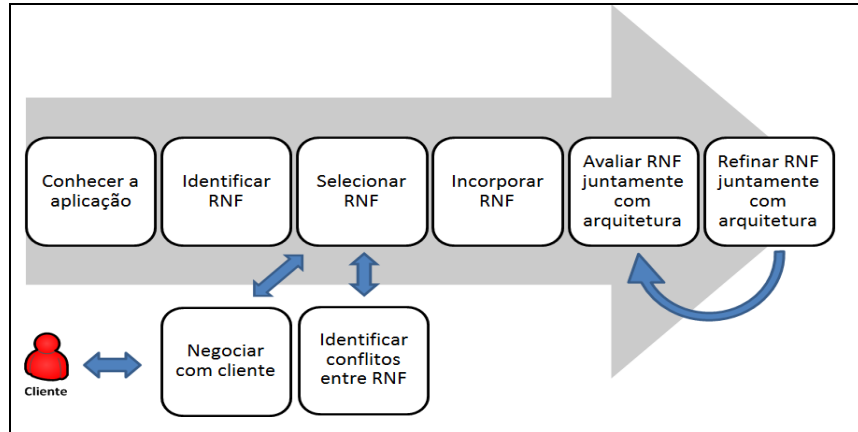 Conhecer a
aplicação
Identificar
RNF
Selecionar
RNF
Incorporar
RNF
Avaliar RNF
juntamente
com
arquitetura
Refinar RNF
juntamente
com
arquitetura
Cliente
Negociar
com cliente
Identificar
conflitos
entre RNF